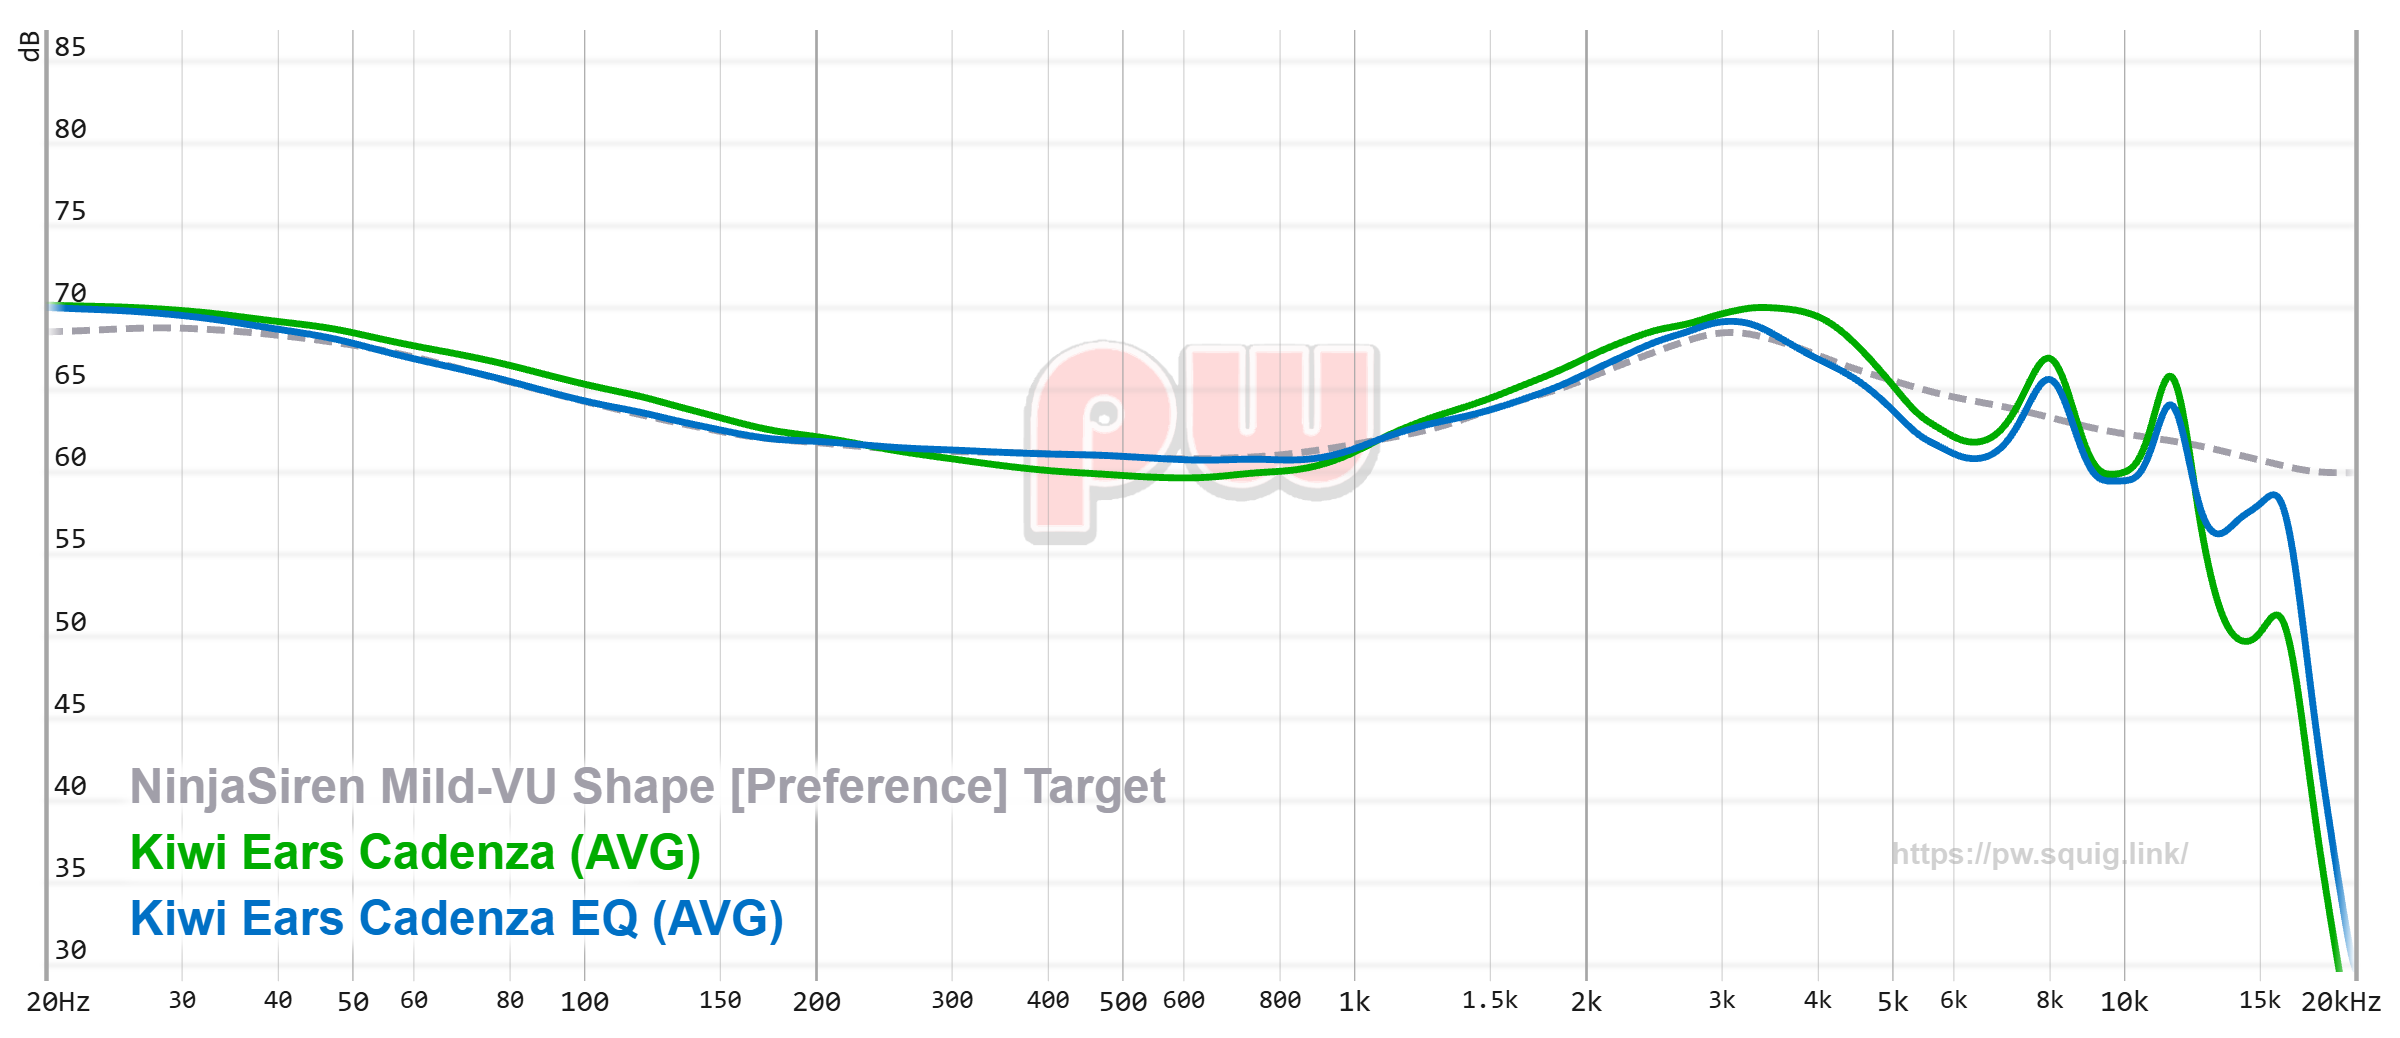 dB
85
80
75
70
65
60
55
50
45
40
35
30
pw
NinjaSiren Mild-VU Shape [Preference] Target
Kiwi Ears Cadenza (AVG)
Kiwi Ears Cadenza EQ (AVG)
https://pw.squig.link/
20Hz 30 40 50 60 80 100 150 200 300 400 500 600 800 1k 1.5k 2k 3k 4k 5k 6k 8k 10k 15k 20kHz